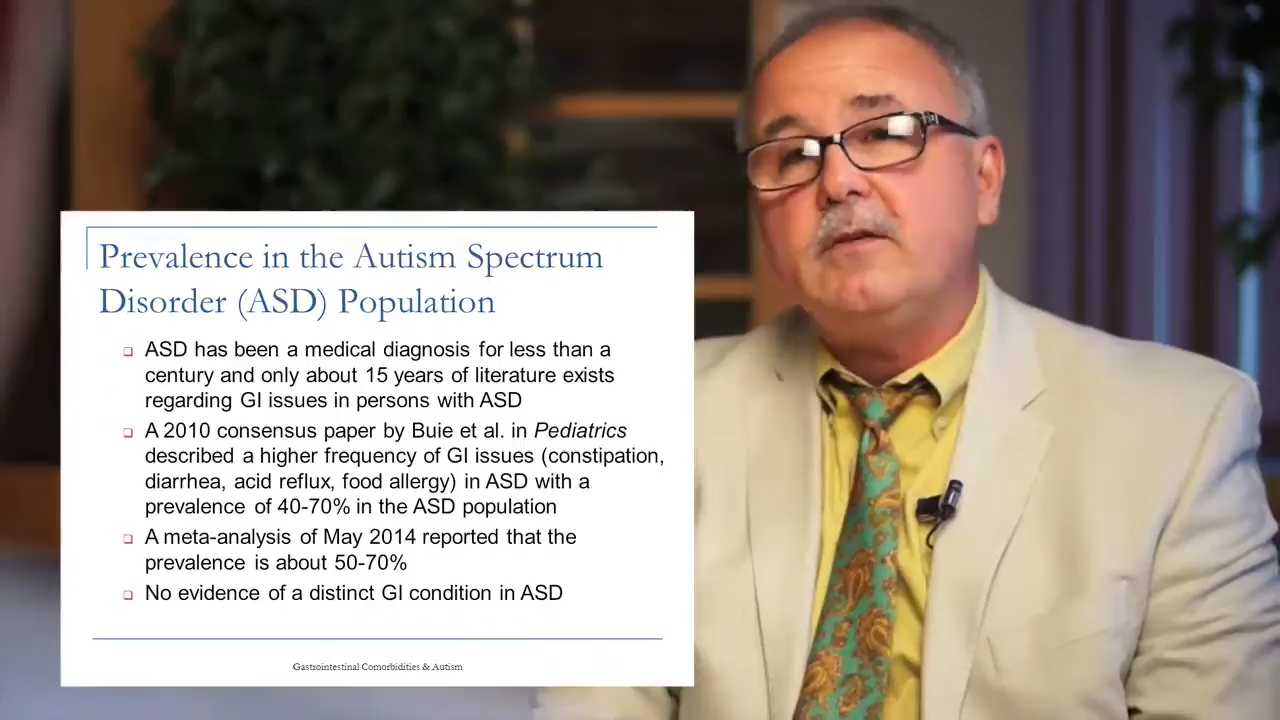 Prevalence in the Autism Spectrum
Disorder (ASD) Population
ASD has been a medical diagnosis for less than a
century and only about 15 years of literature exists
regarding GI issues in persons with ASD
A 2010 consensus paper by Buie et al. in Pediatrics
described a higher frequency of GI issues (constipation,
diarrhea, acid reflux, food allergy) in ASD with a
prevalence of 40-70% in the ASD population
A meta-analysis of May 2014 reported that the
prevalence is about 50-70%
No evidence of a distinct GI condition in ASD
Gastrointestinal Comorbidities & Autism